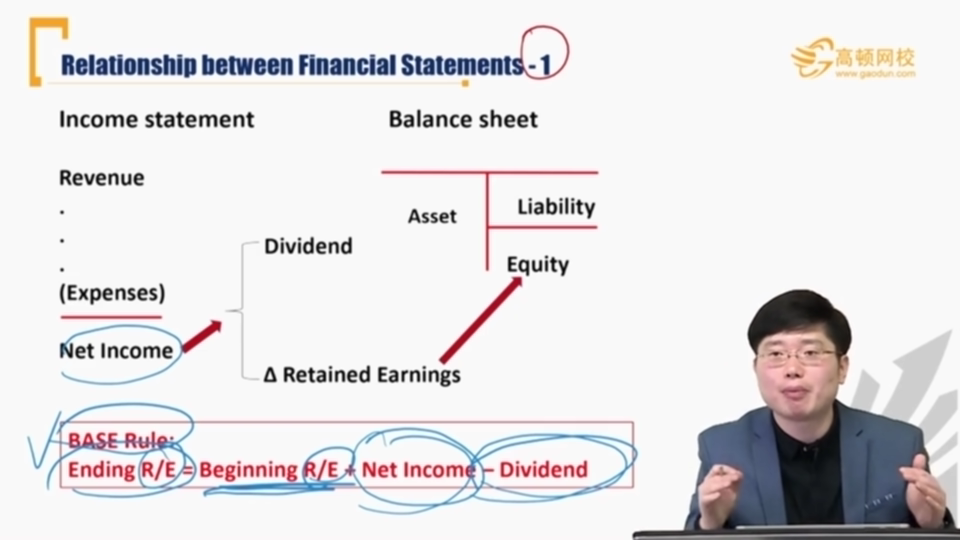 Relationship between Financial Statements - 1
高顿网校
www.gaodun.com
Income statement
Balance sheet
Revenue
.
.
.
(Expenses)
Net Income
Dividend
Δ Retained Earnings
Asset
Liability
Equity
BASE Rule:
Ending R/E = Beginning R/E + Net Income – Dividend